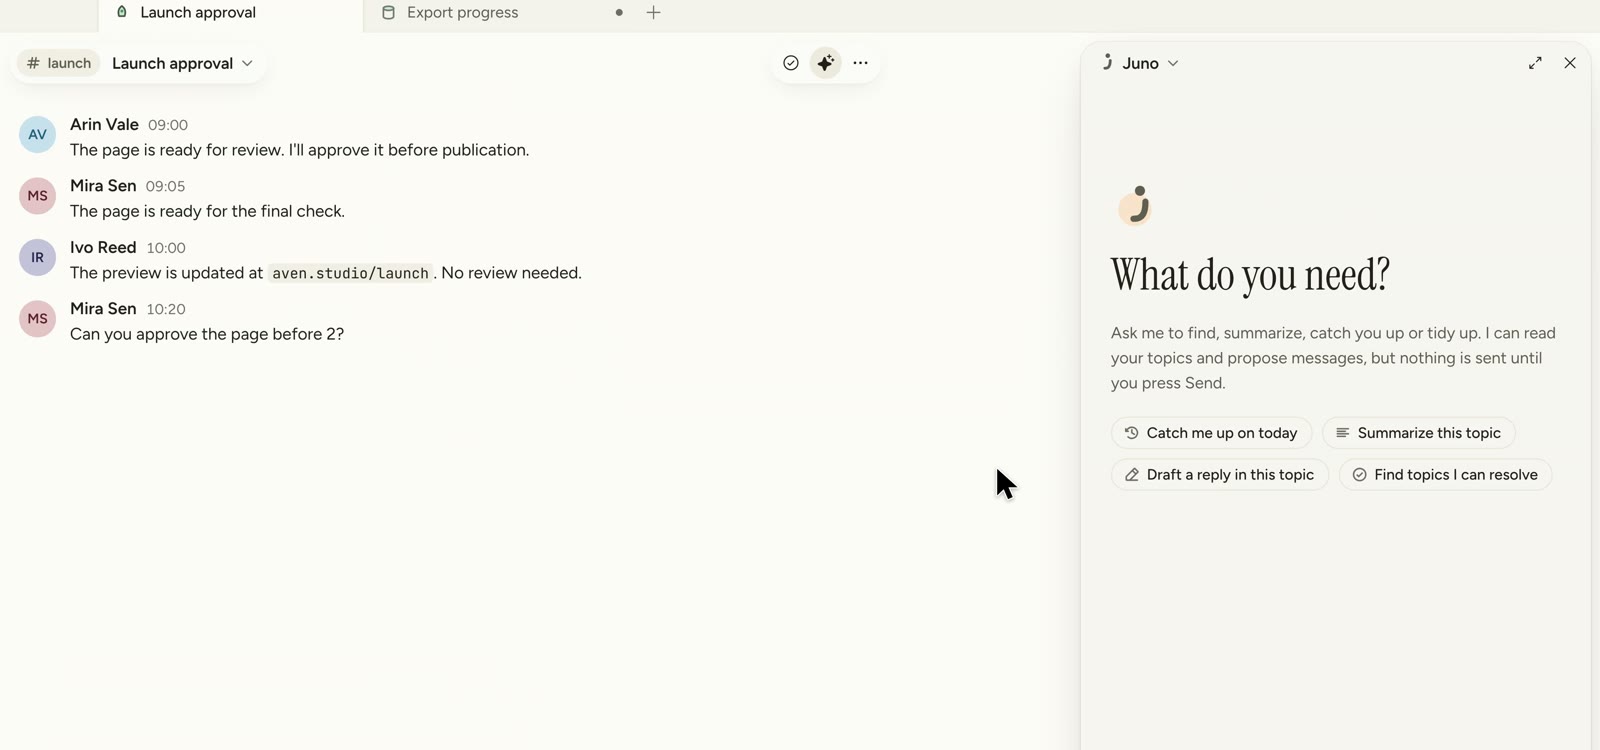 Launch approval
Export progress
# launch
Launch approval
Juno
AV
Arin Vale 09:00
The page is ready for review. I'll approve it before publication.
MS
Mira Sen 09:05
The page is ready for the final check.
IR
Ivo Reed 10:00
The preview is updated at aven.studio/launch. No review needed.
MS
Mira Sen 10:20
Can you approve the page before 2?
What do you need?
Ask me to find, summarize, catch you up or tidy up. I can read
your topics and propose messages, but nothing is sent until
you press Send.
Catch me up on today
Summarize this topic
Draft a reply in this topic
Find topics I can resolve